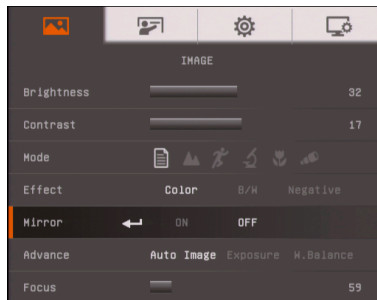 IMAGE
Brightness 32
Contrast 17
Mode
Effect Color B/W Negative
Mirror ON OFF
Advance Auto Image Exposure W.Balance
Focus 59